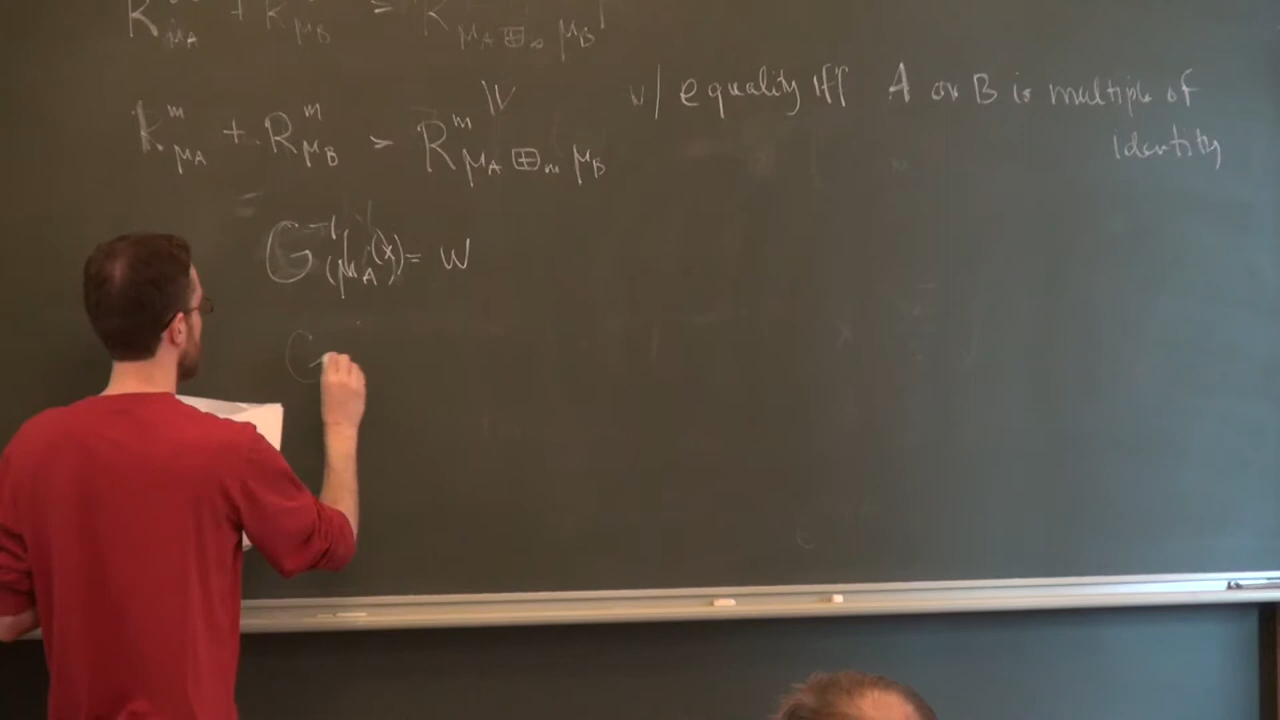 R_{μ_A} + R_{μ_B} = R_{μ_A ⊞_∞ μ_B}
\/ w/ equality iff A or B is multiple of
identity
R^m_{μ_A} + R^m_{μ_B} > R^m_{μ_A ⊞_m μ_B}
G^{-1}_{(μ_A)}(x) = w
G